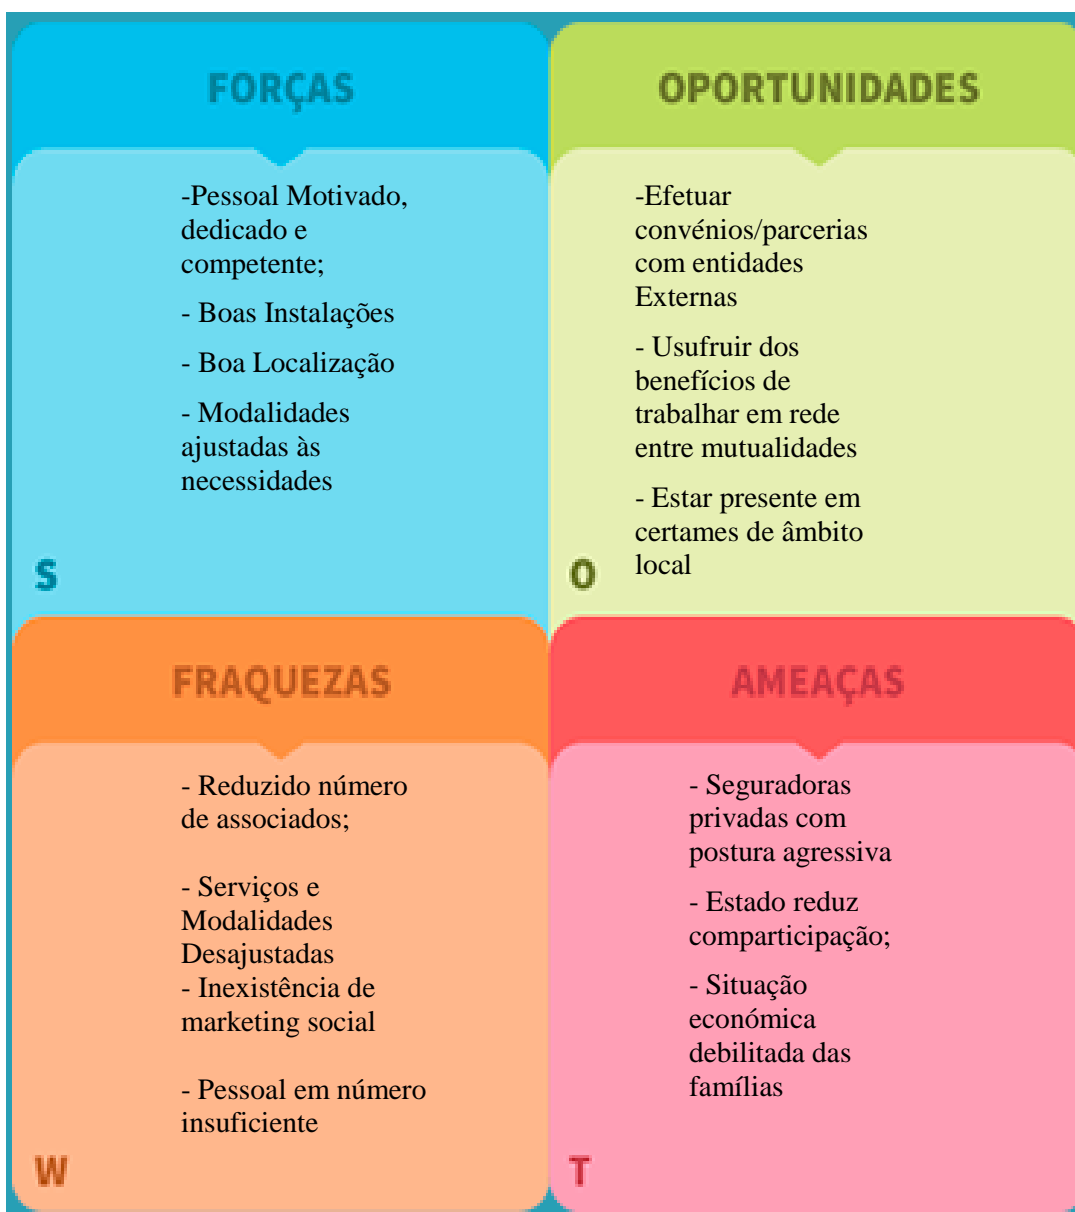 FORÇAS
-Pessoal Motivado,
dedicado e
competente;
- Boas Instalações
- Boa Localização
- Modalidades
ajustadas às
necessidades
S
OPORTUNIDADES
-Efetuar
convénios/parcerias
com entidades
Externas
- Usufruir dos
benefícios de
trabalhar em rede
entre mutualidades
- Estar presente em
certames de âmbito
local
O
FRAQUEZAS
- Reduzido número
de associados;
- Serviços e
Modalidades
Desajustadas
- Inexistência de
marketing social
- Pessoal em número
insuficiente
W
AMEAÇAS
- Seguradoras
privadas com
postura agressiva
- Estado reduz
comparticipação;
- Situação
económica
debilitada das
famílias
T